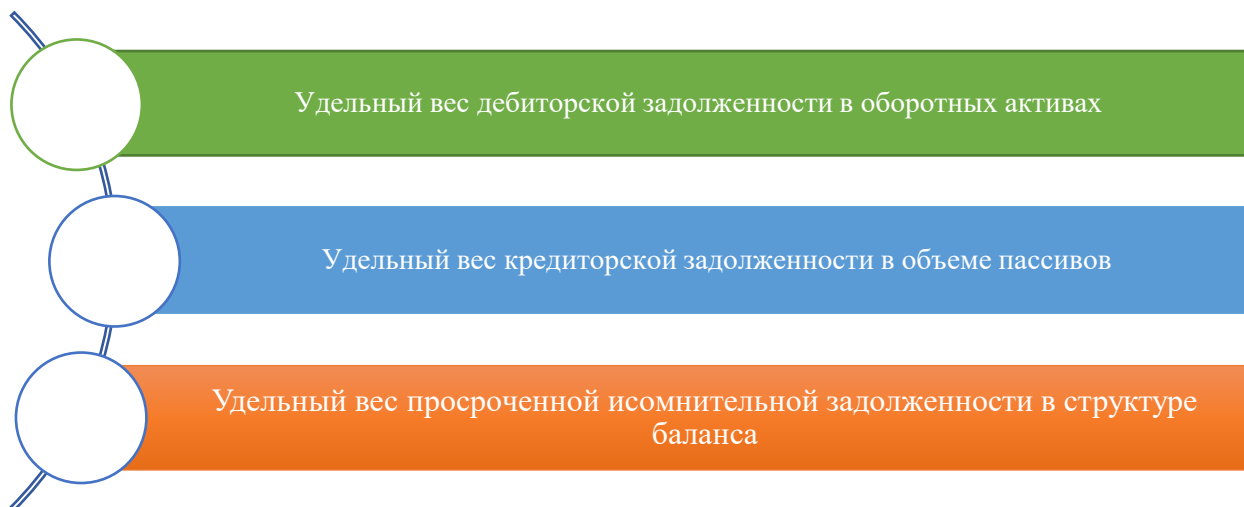 Удельный вес дебиторской задолженности в оборотных активах
Удельный вес кредиторской задолженности в объеме пассивов
Удельный вес просроченной исомнительной задолженности в структуре
баланса